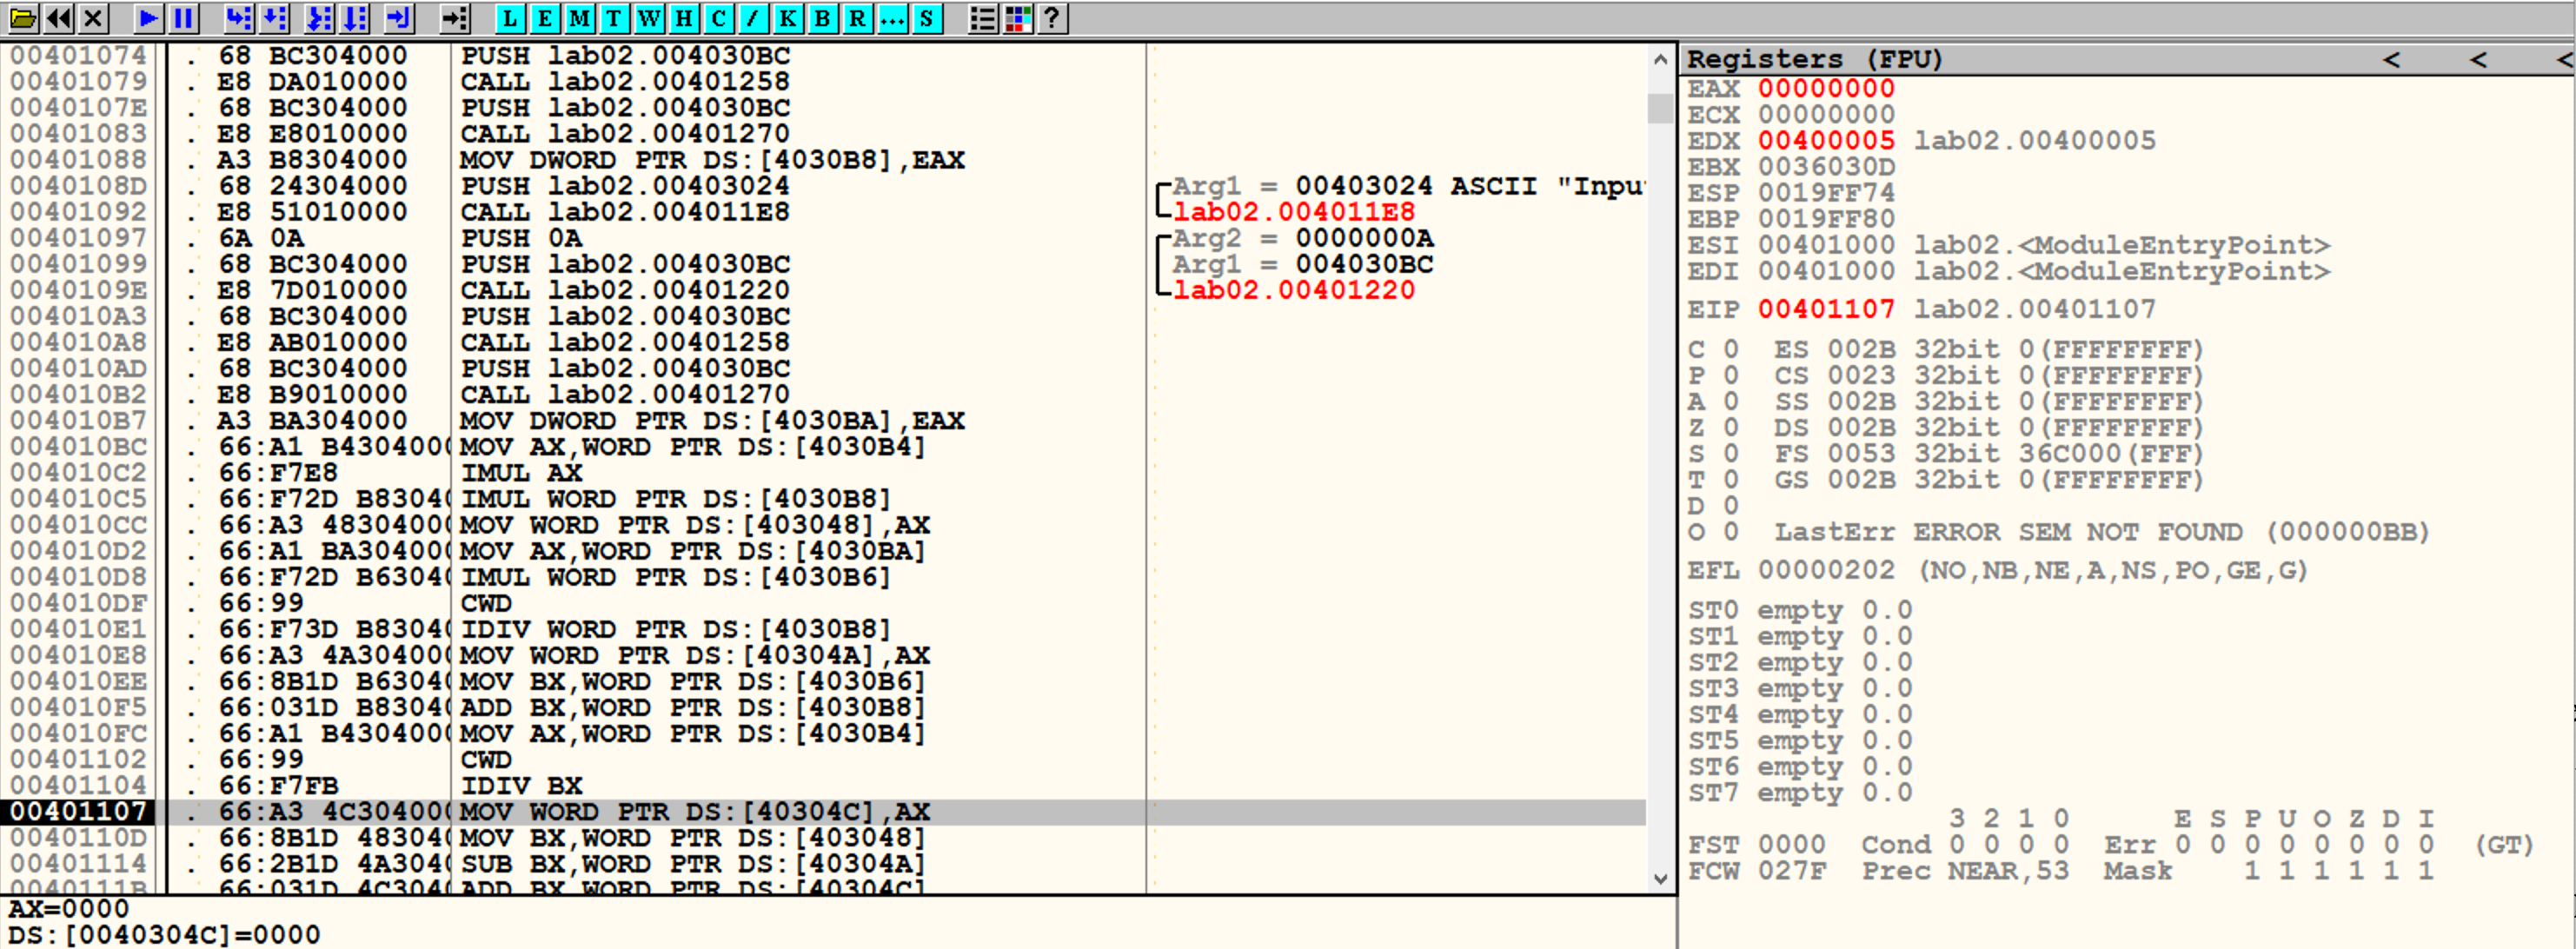 L E M T W H C / K B R ... S ?
00401074 . 68 BC304000 PUSH lab02.004030BC
00401079 . E8 DA010000 CALL lab02.00401258
0040107E . 68 BC304000 PUSH lab02.004030BC
00401083 . E8 E8010000 CALL lab02.00401270
00401088 . A3 B8304000 MOV DWORD PTR DS:[4030B8],EAX
0040108D . 68 24304000 PUSH lab02.00403024 Arg1 = 00403024 ASCII "Inpu
00401092 . E8 51010000 CALL lab02.004011E8 lab02.004011E8
00401097 . 6A 0A PUSH 0A Arg2 = 0000000A
00401099 . 68 BC304000 PUSH lab02.004030BC Arg1 = 004030BC
0040109E . E8 7D010000 CALL lab02.00401220 lab02.00401220
004010A3 . 68 BC304000 PUSH lab02.004030BC
004010A8 . E8 AB010000 CALL lab02.00401258
004010AD . 68 BC304000 PUSH lab02.004030BC
004010B2 . E8 B9010000 CALL lab02.00401270
004010B7 . A3 BA304000 MOV DWORD PTR DS:[4030BA],EAX
004010BC . 66:A1 B4304000 MOV AX,WORD PTR DS:[4030B4]
004010C2 . 66:F7E8 IMUL AX
004010C5 . 66:F72D B83040 IMUL WORD PTR DS:[4030B8]
004010CC . 66:A3 48304000 MOV WORD PTR DS:[403048],AX
004010D2 . 66:A1 BA304000 MOV AX,WORD PTR DS:[4030BA]
004010D8 . 66:F72D B63040 IMUL WORD PTR DS:[4030B6]
004010DF . 66:99 CWD
004010E1 . 66:F73D B83040 IDIV WORD PTR DS:[4030B8]
004010E8 . 66:A3 4A304000 MOV WORD PTR DS:[40304A],AX
004010EE . 66:8B1D B63040 MOV BX,WORD PTR DS:[4030B6]
004010F5 . 66:031D B83040 ADD BX,WORD PTR DS:[4030B8]
004010FC . 66:A1 B4304000 MOV AX,WORD PTR DS:[4030B4]
00401102 . 66:99 CWD
00401104 . 66:F7FB IDIV BX
00401107 . 66:A3 4C304000 MOV WORD PTR DS:[40304C],AX
0040110D . 66:8B1D 483040 MOV BX,WORD PTR DS:[403048]
00401114 . 66:2B1D 4A3040 SUB BX,WORD PTR DS:[40304A]
0040111B . 66:031D 4C3040 ADD BX,WORD PTR DS:[40304C]
AX=0000
DS:[0040304C]=0000
Registers (FPU) < < <
EAX 00000000
ECX 00000000
EDX 00400005 lab02.00400005
EBX 0036030D
ESP 0019FF74
EBP 0019FF80
ESI 00401000 lab02.<ModuleEntryPoint>
EDI 00401000 lab02.<ModuleEntryPoint>
EIP 00401107 lab02.00401107
C 0 ES 002B 32bit 0(FFFFFFFF)
P 0 CS 0023 32bit 0(FFFFFFFF)
A 0 SS 002B 32bit 0(FFFFFFFF)
Z 0 DS 002B 32bit 0(FFFFFFFF)
S 0 FS 0053 32bit 36C000(FFF)
T 0 GS 002B 32bit 0(FFFFFFFF)
D 0
O 0 LastErr ERROR SEM NOT FOUND (000000BB)
EFL 00000202 (NO,NB,NE,A,NS,PO,GE,G)
ST0 empty 0.0
ST1 empty 0.0
ST2 empty 0.0
ST3 empty 0.0
ST4 empty 0.0
ST5 empty 0.0
ST6 empty 0.0
ST7 empty 0.0
3 2 1 0 E S P U O Z D I
FST 0000 Cond 0 0 0 0 Err 0 0 0 0 0 0 0 0 (GT)
FCW 027F Prec NEAR,53 Mask 1 1 1 1 1 1